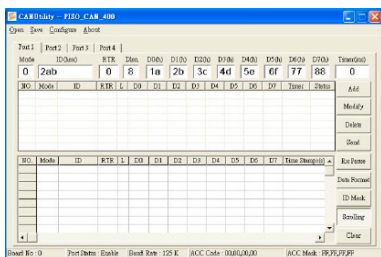 CANUtility -- PISO_CAN_400
Open Save Configure About
Port 1 Port 2 Port 3 Port 4
Mode ID(hex) RTR Dlen D0(h) D1(h) D2(h) D3(h) D4(h) D5(h) D6(h) D7(h) Timer(ms)
0 2ab 0 8 1a 2b 3c 4d 5e 6f 77 88 0
NO. Mode ID RTR L D0 D1 D2 D3 D4 D5 D6 D7 Timer Status
Add
Modify
Delete
Send
NO. Mode ID RTR L D0 D1 D2 D3 D4 D5 D6 D7 Time Stamp(s)
Rx Pause
Data Format
ID Mask
Scrolling
Clear
Board No : 0 Port Status : Enable Baud Rate : 125 K ACC Code : 00,00,00,00 ACC Mask : FF,FF,FF,FF